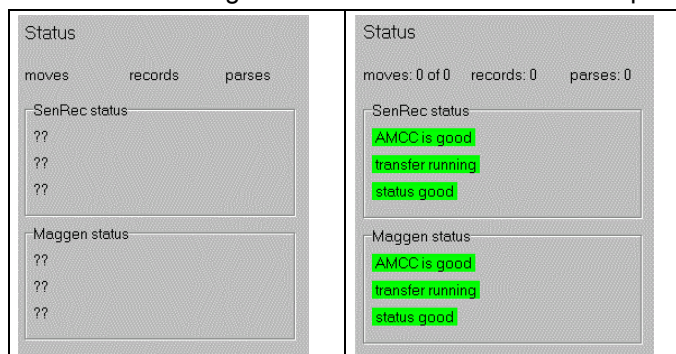 Status
moves records parses
SenRec status
??
??
??
Maggen status
??
??
??
Status
moves: 0 of 0 records: 0 parses: 0
SenRec status
AMCC is good
transfer running
status good
Maggen status
AMCC is good
transfer running
status good